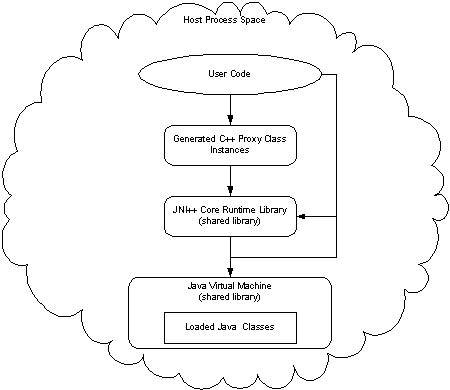 Host Process Space
User Code
Generated C++ Proxy Class
Instances
JNI++ Core Runtime Library
(shared library)
Java Virtual Machine
(shared library)
Loaded Java Classes